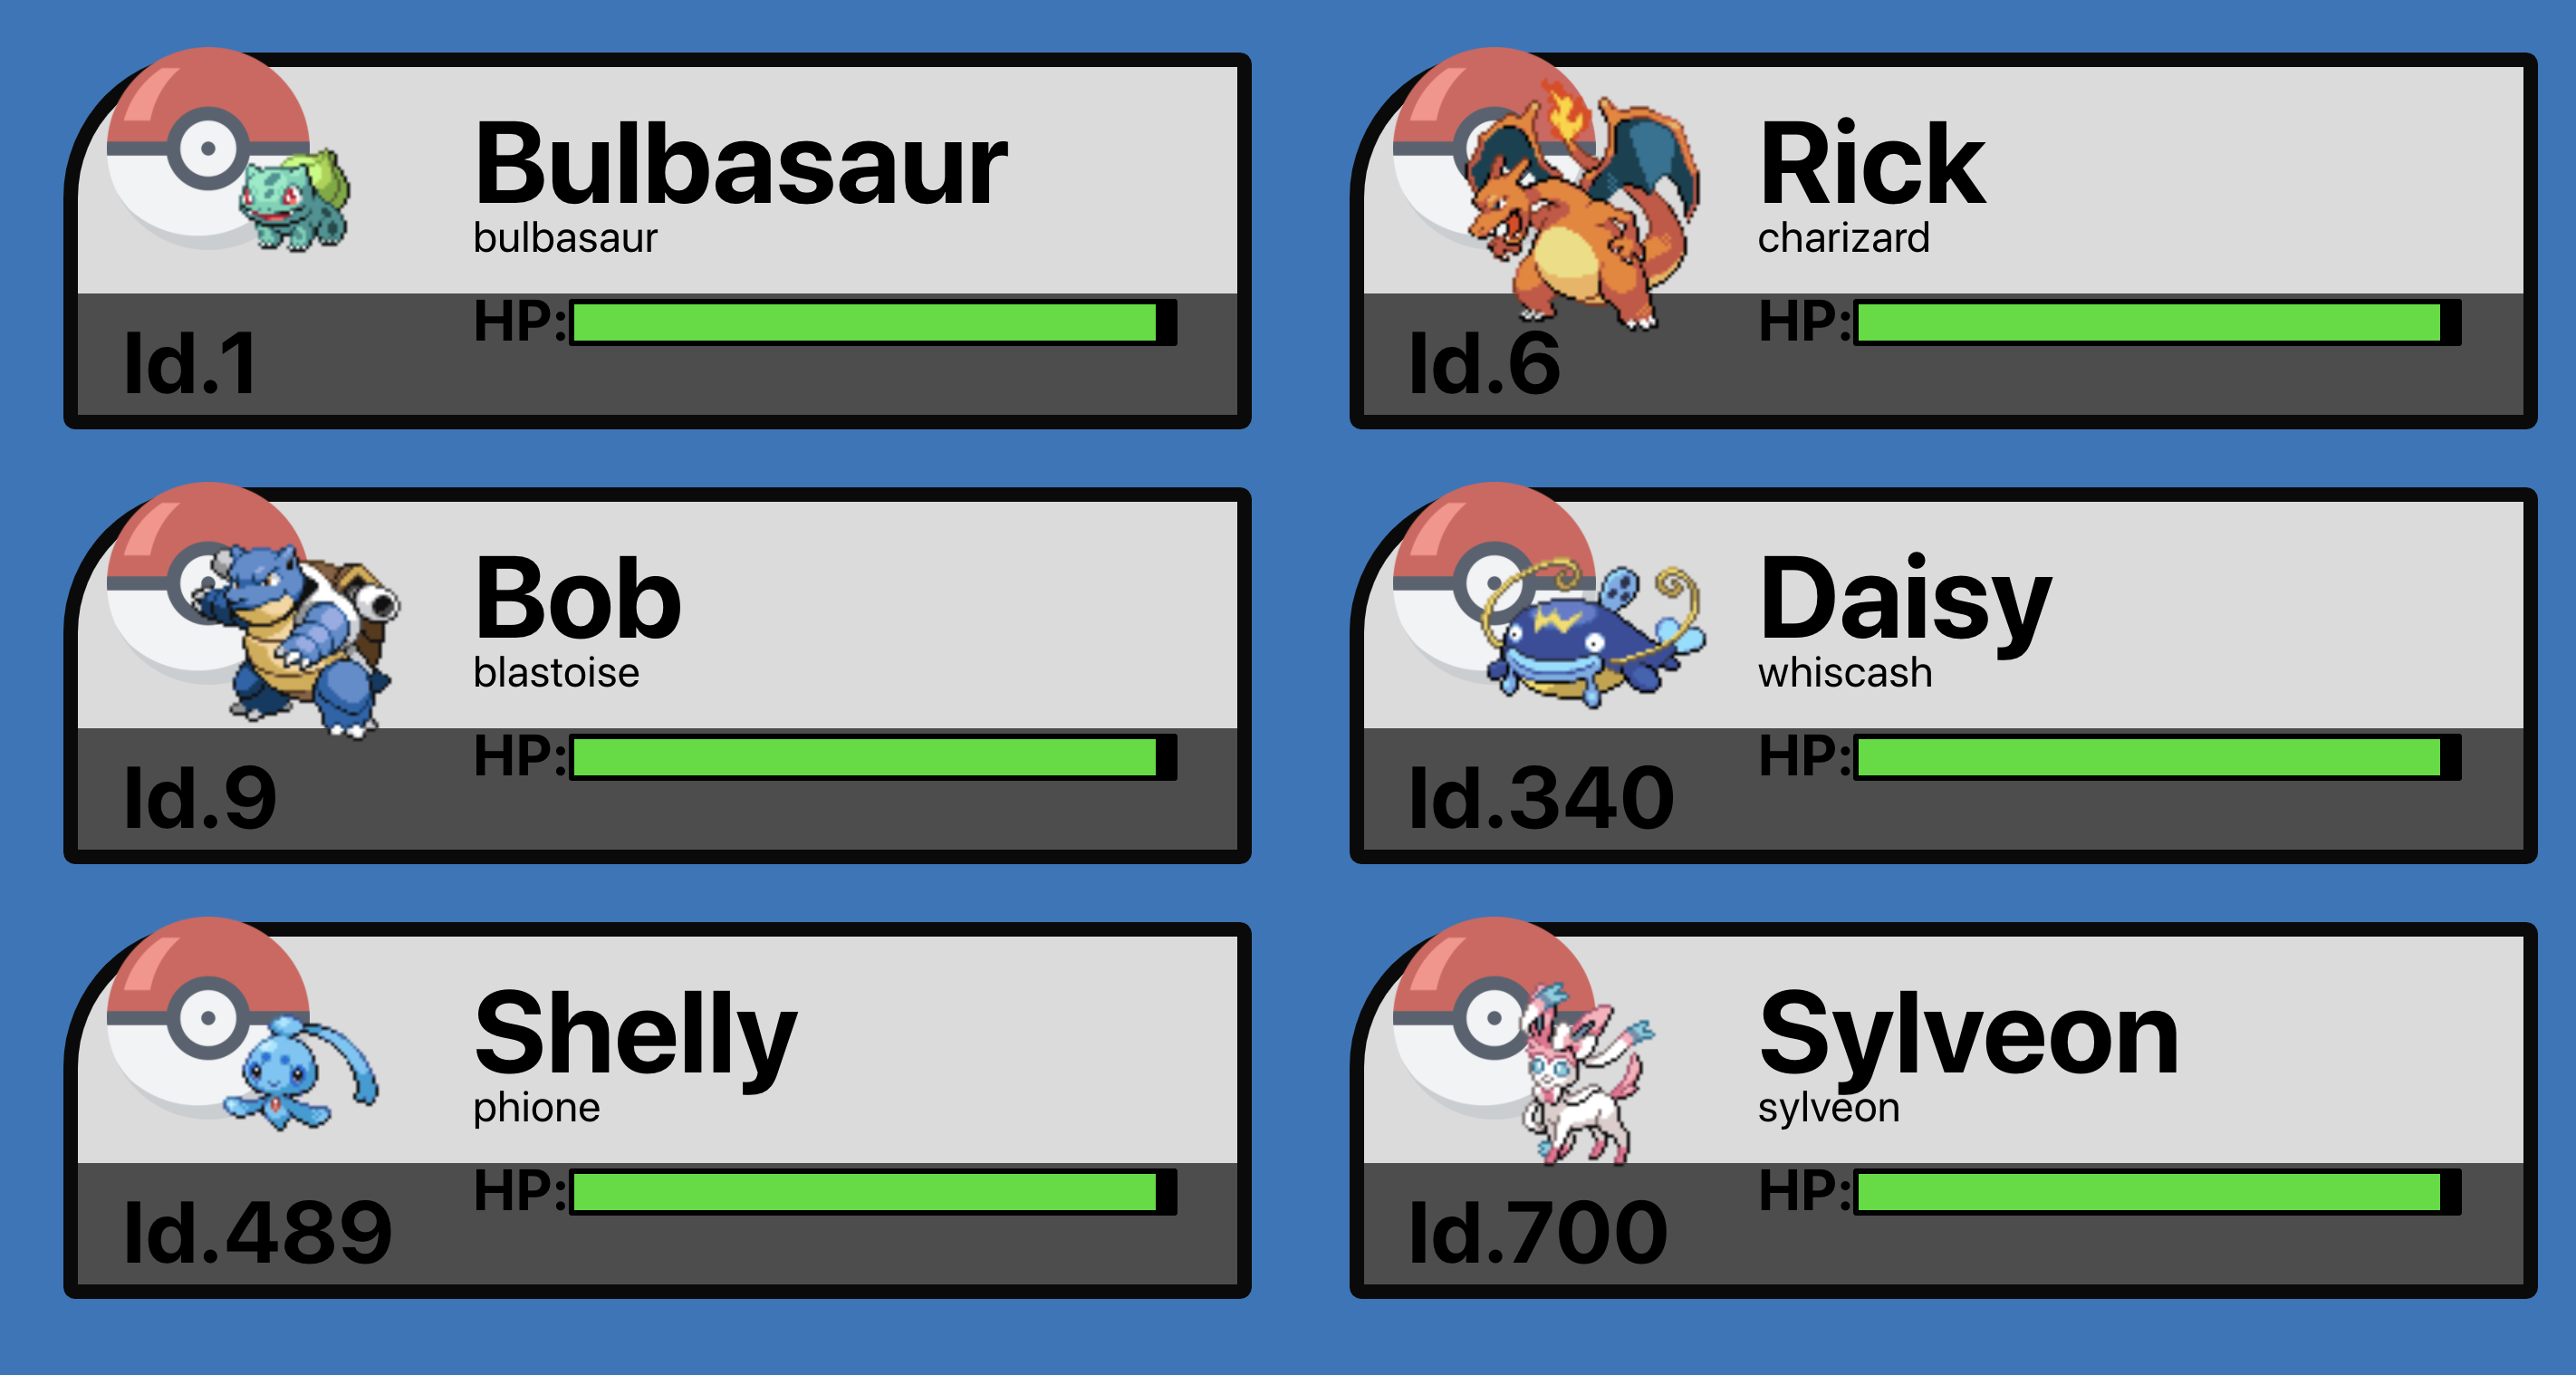 Bulbasaur
bulbasaur
HP:
Id.1
Rick
charizard
HP:
Id.6
Bob
blastoise
HP:
Id.9
Daisy
whiscash
HP:
Id.340
Shelly
phione
HP:
Id.489
Sylveon
sylveon
HP:
Id.700